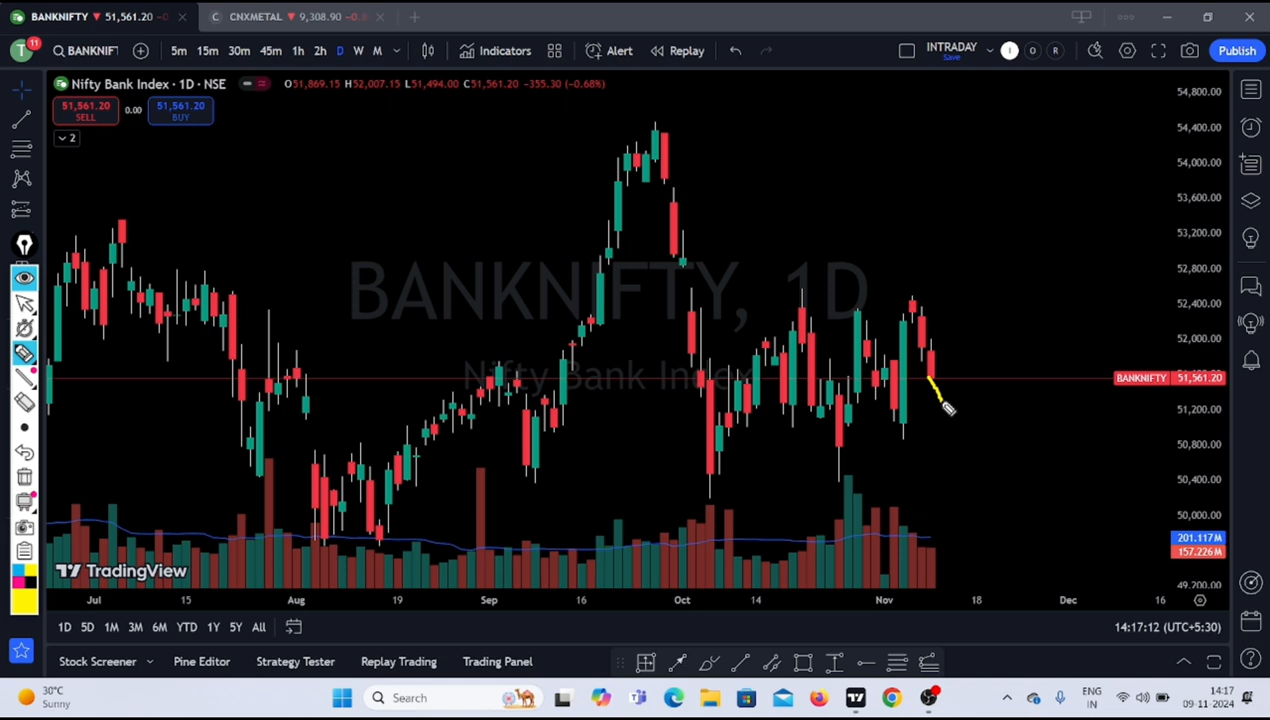 BANKNIFTY ▼ 51,561.20 −0
CNXMETAL ▼ 9,308.90 −0.8
T 11 BANKNIFT 5m 15m 30m 45m 1h 2h D W M Indicators Alert Replay INTRADAY Save I O R Publish
Nifty Bank Index · 1D · NSE O51,869.15 H52,007.15 L51,494.00 C51,561.20 −355.30 (−0.68%)
51,561.20 SELL 0.00 51,561.20 BUY
2
BANKNIFTY, 1D
Nifty Bank Index
54,800.00
54,400.00
54,000.00
53,600.00
53,200.00
52,800.00
52,400.00
52,000.00
BANKNIFTY 51,561.20
51,200.00
50,800.00
50,400.00
50,000.00
201.117M
157.226M
49,200.00
TradingView
Jul 15 Aug 19 Sep 16 Oct 14 Nov 18 Dec 16
1D 5D 1M 3M 6M YTD 1Y 5Y All 14:17:12 (UTC+5:30)
Stock Screener Pine Editor Strategy Tester Replay Trading Trading Panel
30°C
Sunny
Search
ENG
IN
14:17
09-11-2024